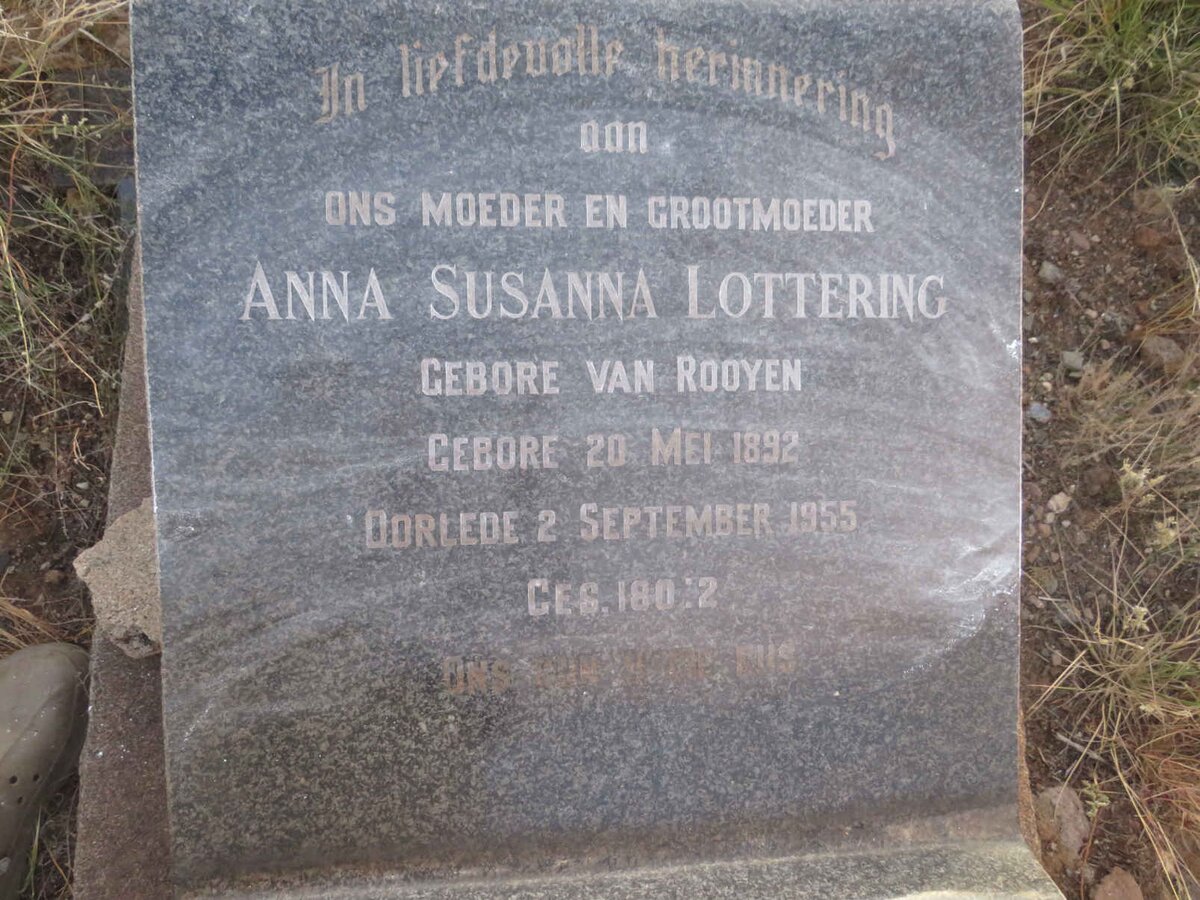 In liefdevolle herinnering
aan
ONS MOEDER EN GROOTMOEDER
ANNA SUSANNA LOTTERING
GEBORE VAN ROOYEN
GEBORE 20 MEI 1892
OORLEDE 2 SEPTEMBER 1955
GES. 180:2
ONS